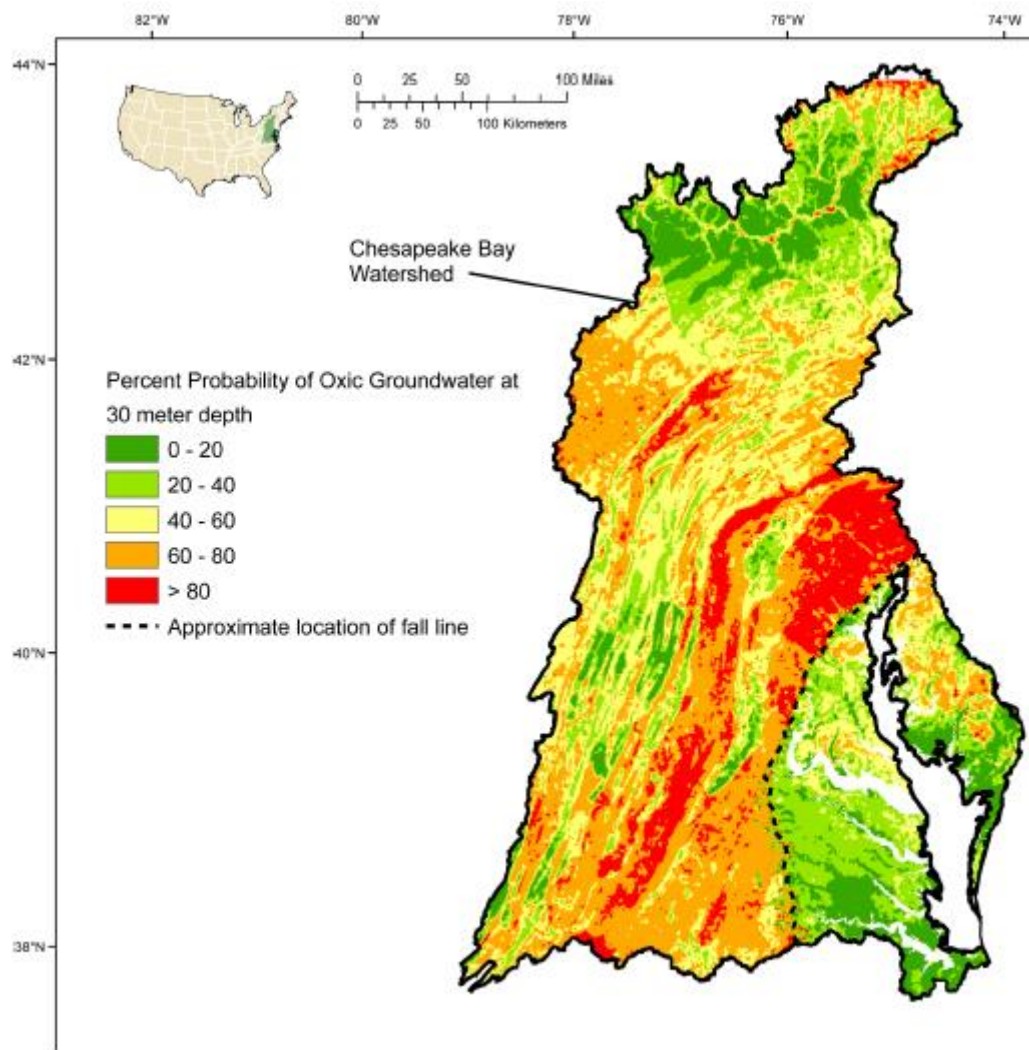 82°W 80°W 78°W 76°W 74°W
44°N
0 25 50 100 Miles
0 25 50 100 Kilometers
Chesapeake Bay
Watershed
42°N
Percent Probability of Oxic Groundwater at
30 meter depth
0 - 20
20 - 40
40 - 60
60 - 80
> 80
Approximate location of fall line
40°N
38°N